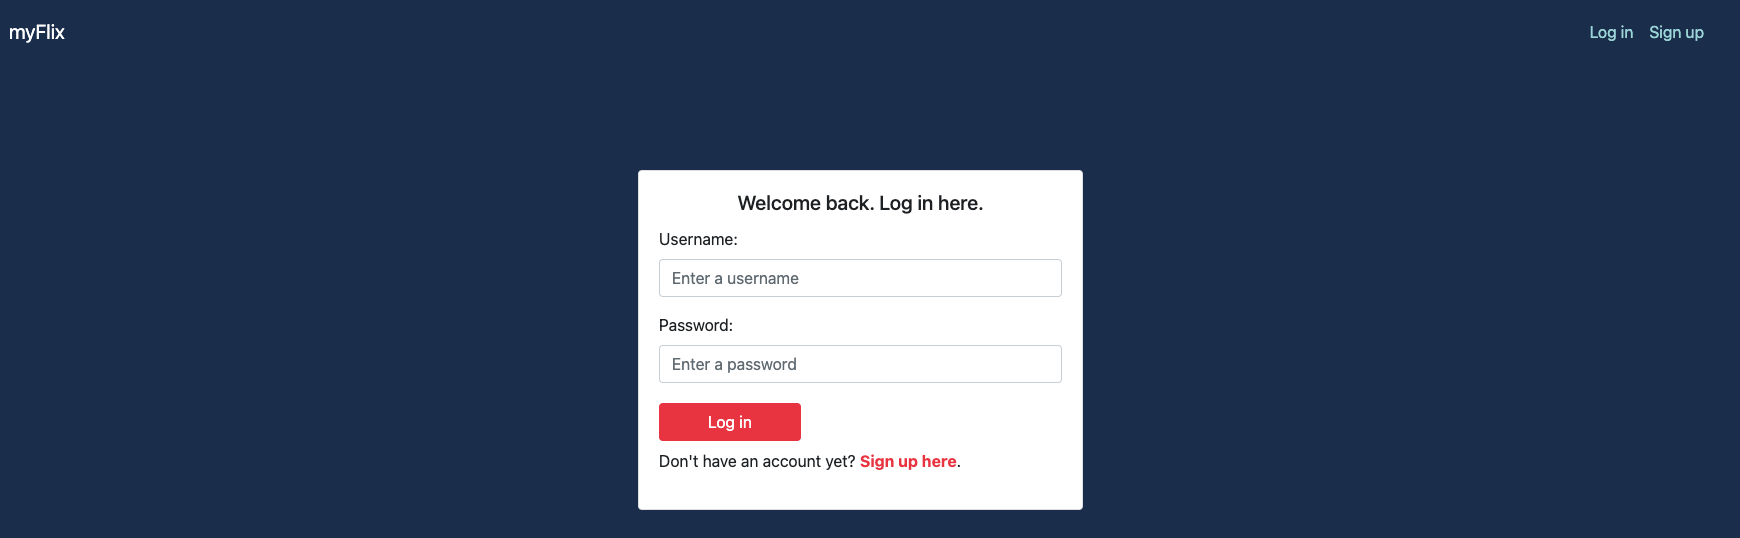 myFlix
Log in Sign up
Welcome back. Log in here.
Username:
Enter a username
Password:
Enter a password
Log in
Don't have an account yet? Sign up here.